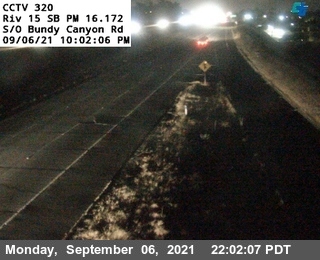 CCTV 320
Riv 15 SB PM 16.172
S/O Bundy Canyon Rd
09/06/21 10:02:06 PM
Monday, September 06, 2021 22:02:07 PDT